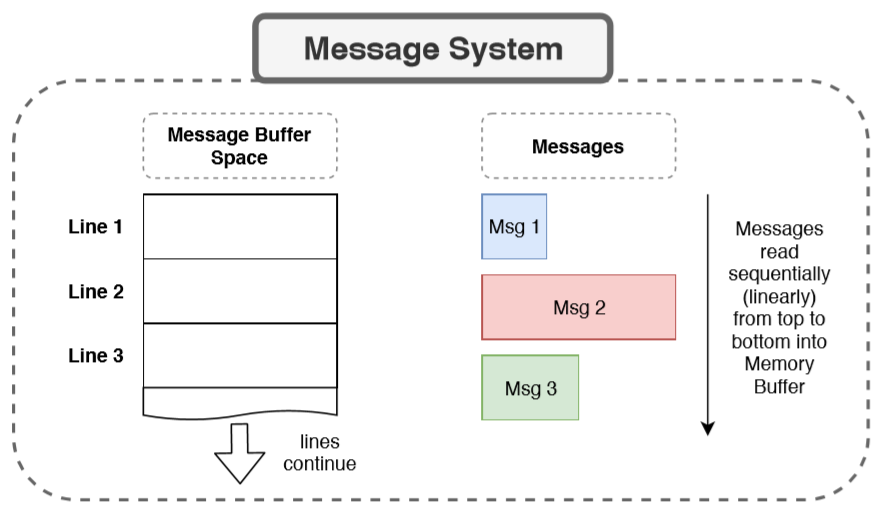 Message System
Message Buffer
Space
Line 1
Line 2
Line 3
lines
continue
Messages
Msg 1
Msg 2
Msg 3
Messages
read
sequentially
(linearly)
from top to
bottom into
Memory
Buffer